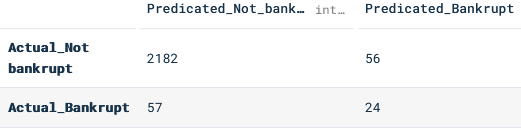 Predicated_Not_bank… int… Predicated_Bankrupt
Actual_Not
bankrupt
2182 56
Actual_Bankrupt 57 24